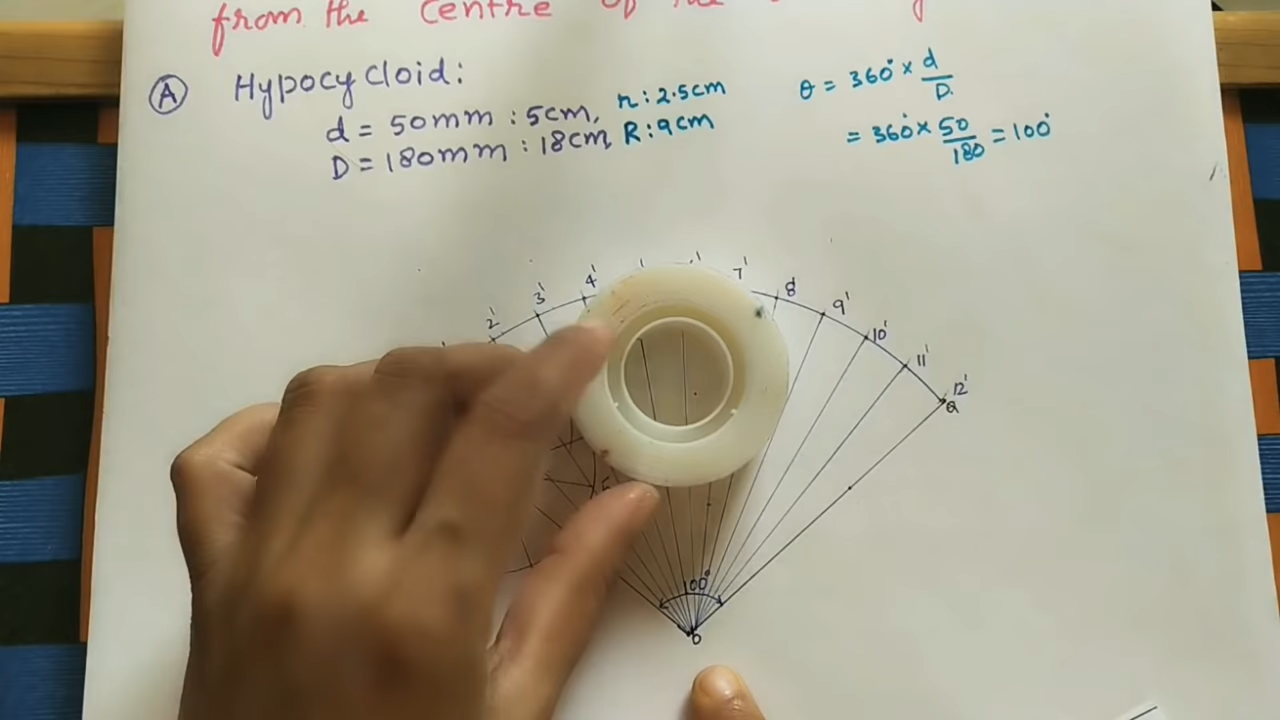 from the centre of
Ⓐ Hypocycloid:
d = 50mm : 5cm, r : 2.5cm
D = 180mm : 18cm R : 9cm
θ = 360° × d/D.
= 360° × 50/180 = 100°
2' 3' 4' 7' 8' 9' 10' 11' 12'
Q
100°
O